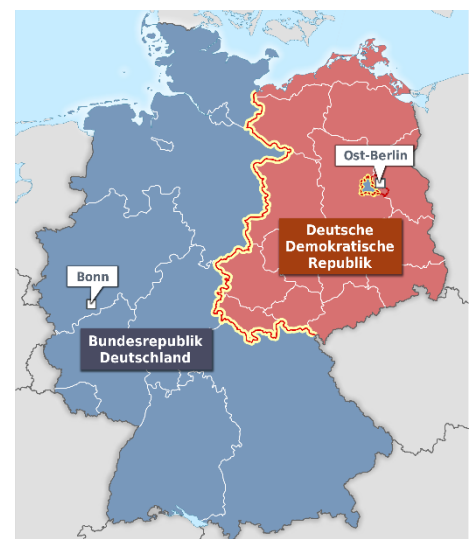 Ost-Berlin
Deutsche
Demokratische
Republik
Bonn
Bundesrepublik
Deutschland